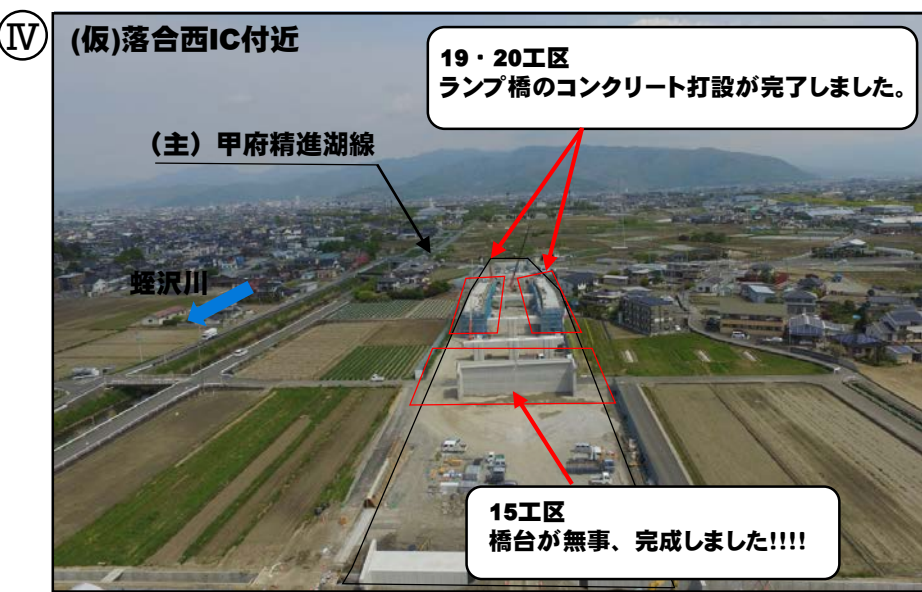 Ⅳ
(仮)落合西IC付近
19・20工区
ランプ橋のコンクリート打設が完了しました。
（主）甲府精進湖線
蛭沢川
15工区
橋台が無事、完成しました!!!!